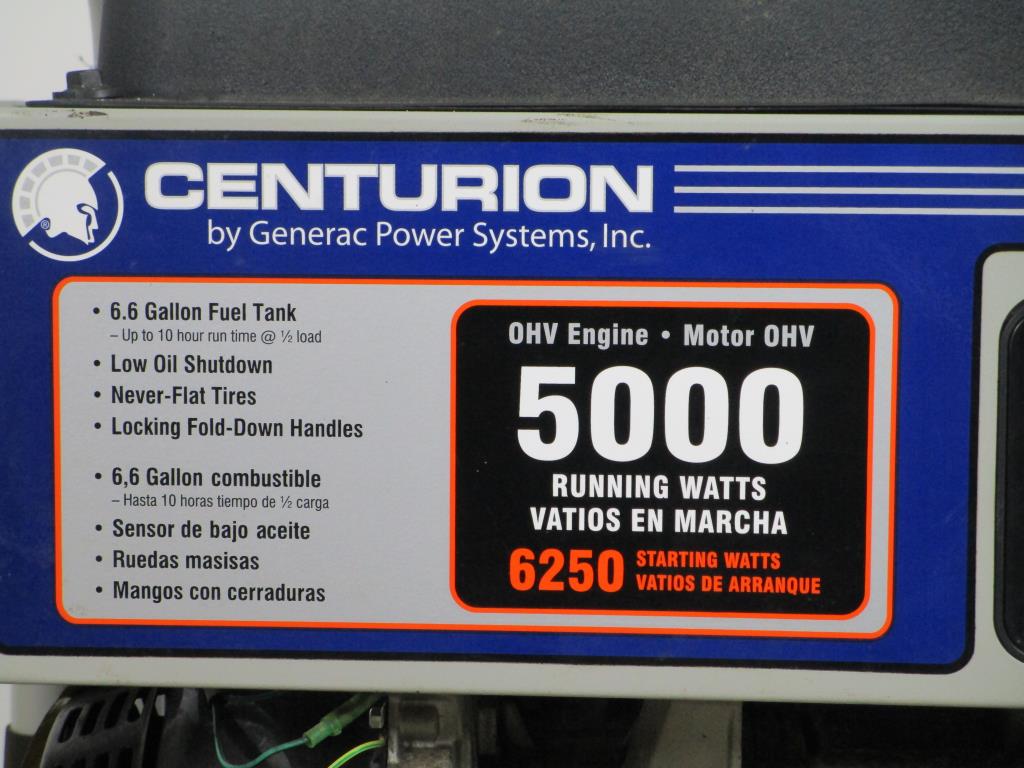 CENTURION
by Generac Power Systems, Inc.
®
• 6.6 Gallon Fuel Tank
– Up to 10 hour run time @ ½ load
• Low Oil Shutdown
• Never-Flat Tires
• Locking Fold-Down Handles
• 6,6 Gallon combustible
– Hasta 10 horas tiempo de ½ carga
• Sensor de bajo aceite
• Ruedas masisas
• Mangos con cerraduras
OHV Engine • Motor OHV
5000
RUNNING WATTS
VATIOS EN MARCHA
6250 STARTING WATTS
VATIOS DE ARRANQUE